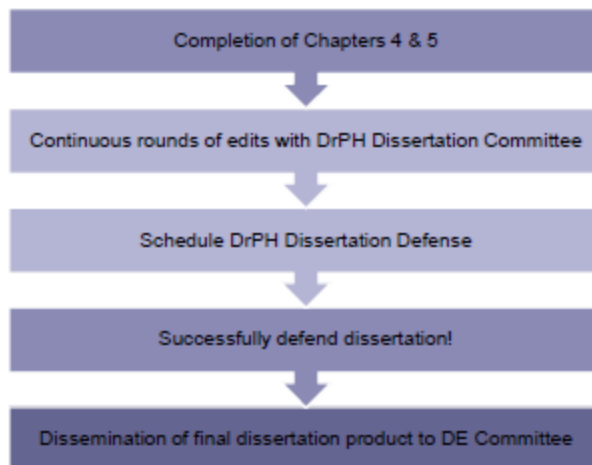 Completion of Chapters 4 & 5
Continuous rounds of edits with DrPH Dissertation Committee
Schedule DrPH Dissertation Defense
Successfully defend dissertation!
Dissemination of final dissertation product to DE Committee